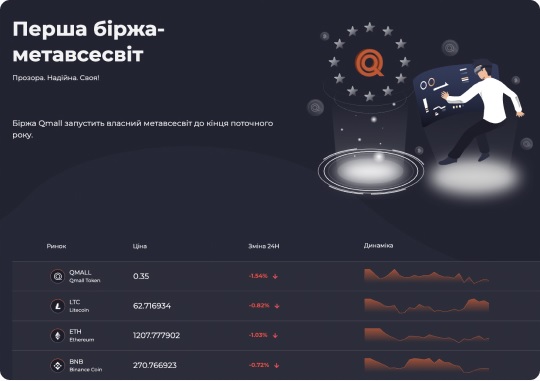 Перша біржа-
метавсесвіт
Прозора. Надійна. Своя!
Біржа Qmall запустить власний метавсесвіт до кінця поточного
року.
Ринок Ціна Зміна 24H Динаміка
QMALL 0.35 -1.54%
Qmall Token
LTC 62.716934 -0.82%
Litecoin
ETH 1207.777902 -1.03%
Ethereum
BNB 270.766923 -0.72%
Binance Coin